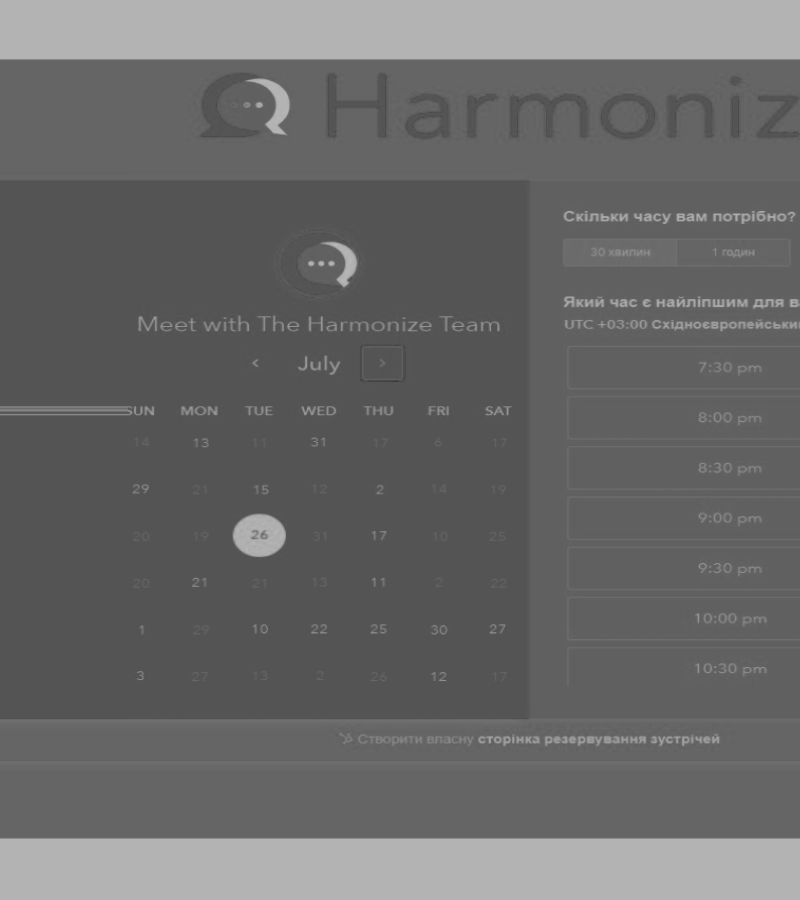 Harmoniz
Meet with The Harmonize Team
July
SUN MON TUE WED THU FRI SAT
14 13 11 31 17 6 17
29 21 15 12 2 14 19
20 19 26 31 17 10 25
20 21 21 13 11 2 22
1 29 10 22 25 30 27
3 27 13 2 26 12 17
Скільки часу вам потрібно?
30 хвилин 1 годин
Який час є найліпшим для в
UTC +03:00 Східноєвропейськи
7:30 pm
8:00 pm
8:30 pm
9:00 pm
9:30 pm
10:00 pm
10:30 pm
Створити власну сторінка резервування зустрічей